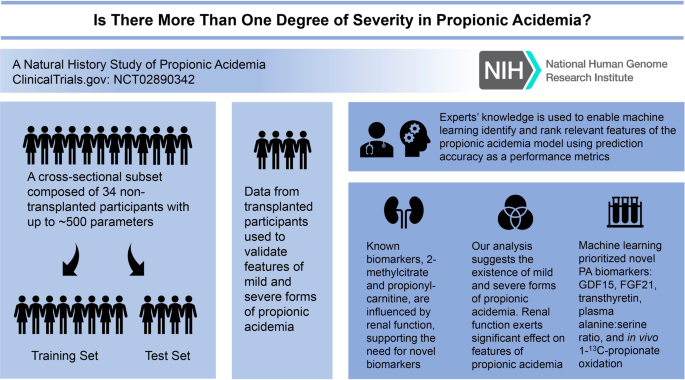 Is There More Than One Degree of Severity in Propionic Acidemia?
A Natural History Study of Propionic Acidemia
ClinicalTrials.gov: NCT02890342
NIH
National Human Genome
Research Institute
A cross-sectional subset
composed of 34 non-
transplanted participants with
up to ~500 parameters
Training Set
Test Set
Data from
transplanted
participants
used to
validate
features of
mild and
severe forms
of propionic
acidemia
Experts' knowledge is used to enable machine
learning identify and rank relevant features of the
propionic acidemia model using prediction
accuracy as a performance metrics
Known
biomarkers, 2-
methylcitrate
and propionyl-
carnitine, are
influenced by
renal function,
supporting the
need for novel
biomarkers
Our analysis
suggests the
existence of mild
and severe forms
of propionic
acidemia. Renal
function exerts
significant effect on
features of
propionic acidemia
Machine learning
prioritized novel
PA biomarkers:
GDF15, FGF21,
transthyretin,
plasma
alanine:serine
ratio, and in vivo
1-¹³C-propionate
oxidation